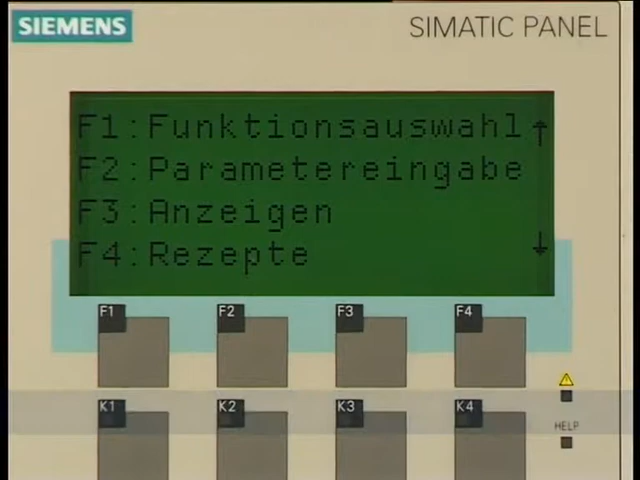 SIEMENS
SIMATIC PANEL
F1:Funktionsauswahl↑
F2:Parametereingabe
F3:Anzeigen
F4:Rezepte ↓
F1 F2 F3 F4
K1 K2 K3 K4
HELP